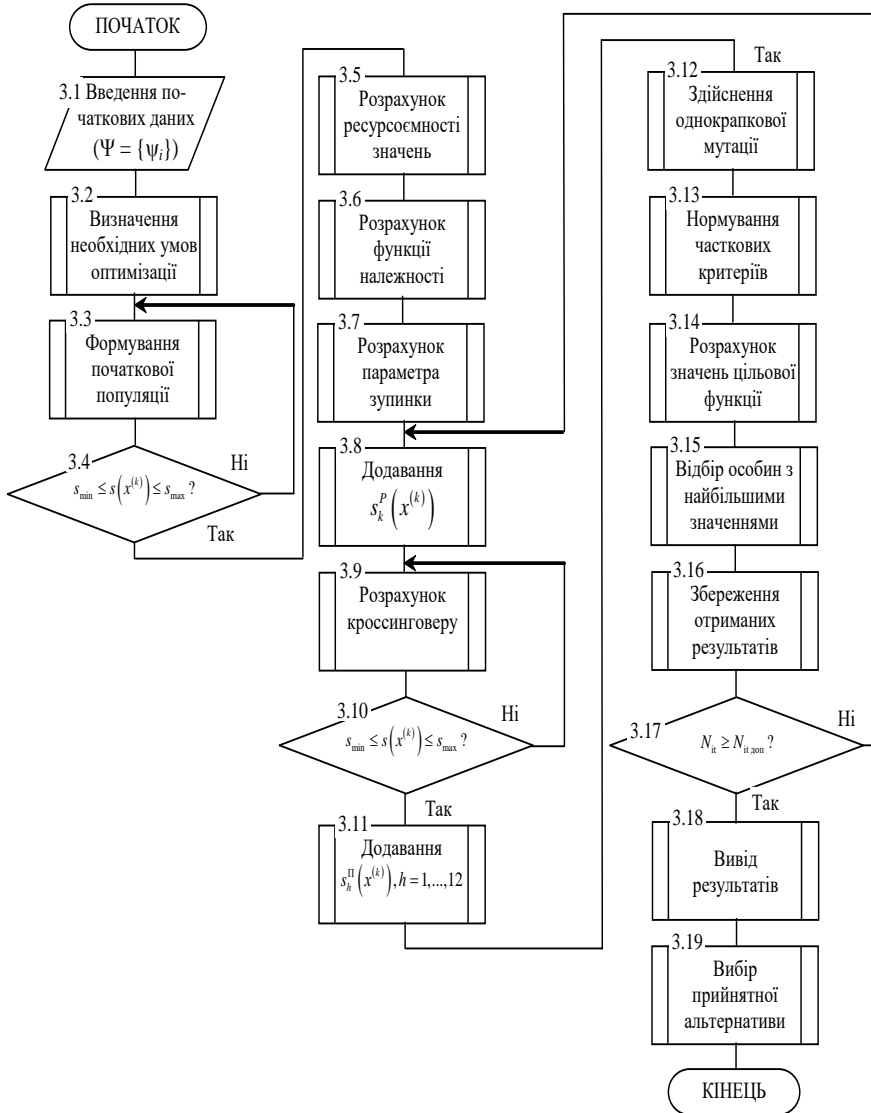 ПОЧАТОК
3.1 Введення по-
чаткових даних
(Ψ = {ψᵢ})
3.2
Визначення
необхідних умов
оптимізації
3.3
Формування
початкової
популяції
3.4
s_min ≤ s(x^(k)) ≤ s_max ?
Ні
Так
3.5
Розрахунок
ресурсоємності
значень
3.6
Розрахунок
функції
належності
3.7
Розрахунок
параметра
зупинки
3.8
Додавання
s_k^P (x^(k))
3.9
Розрахунок
кроссинговеру
3.10
s_min ≤ s(x^(k)) ≤ s_max ?
Ні
Так
3.11
Додавання
s_h^П (x^(k)), h = 1,...,12
Так
3.12
Здійснення
однокрапкової
мутації
3.13
Нормування
часткових
критеріїв
3.14
Розрахунок
значень цільової
функції
3.15
Відбір особин з
найбільшими
значеннями
3.16
Збереження
отриманих
результатів
3.17
N_it ≥ N_it доп ?
Ні
Так
3.18
Вивід
результатів
3.19
Вибір
прийнятної
альтернативи
КІНЕЦЬ